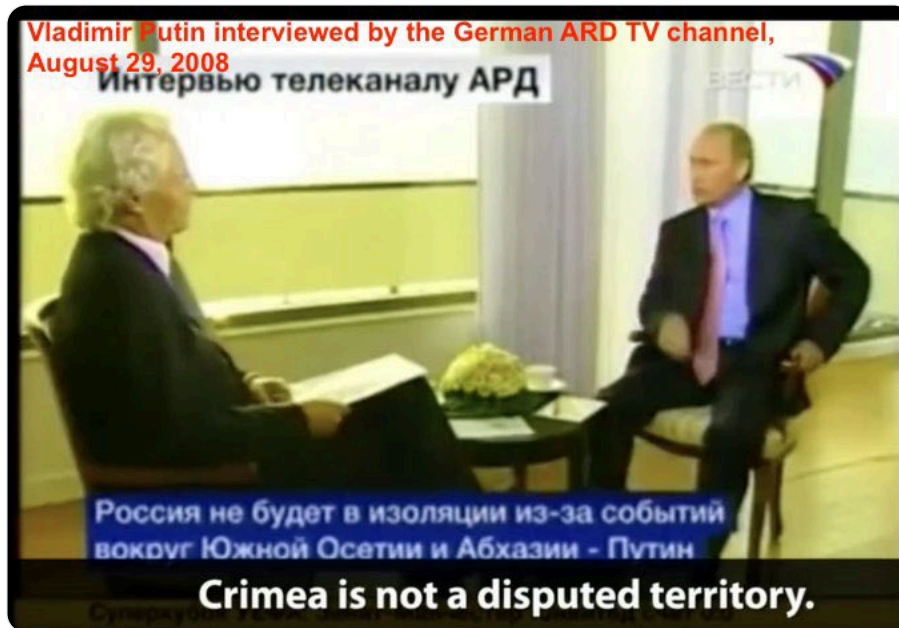 Vladimir Putin interviewed by the German ARD TV channel,
August 29, 2008
Интервью телеканалу АРД
ВЕСТИ
Россия не будет в изоляции из-за событий
вокруг Южной Осетии и Абхазии - Путин
Crimea is not a disputed territory.